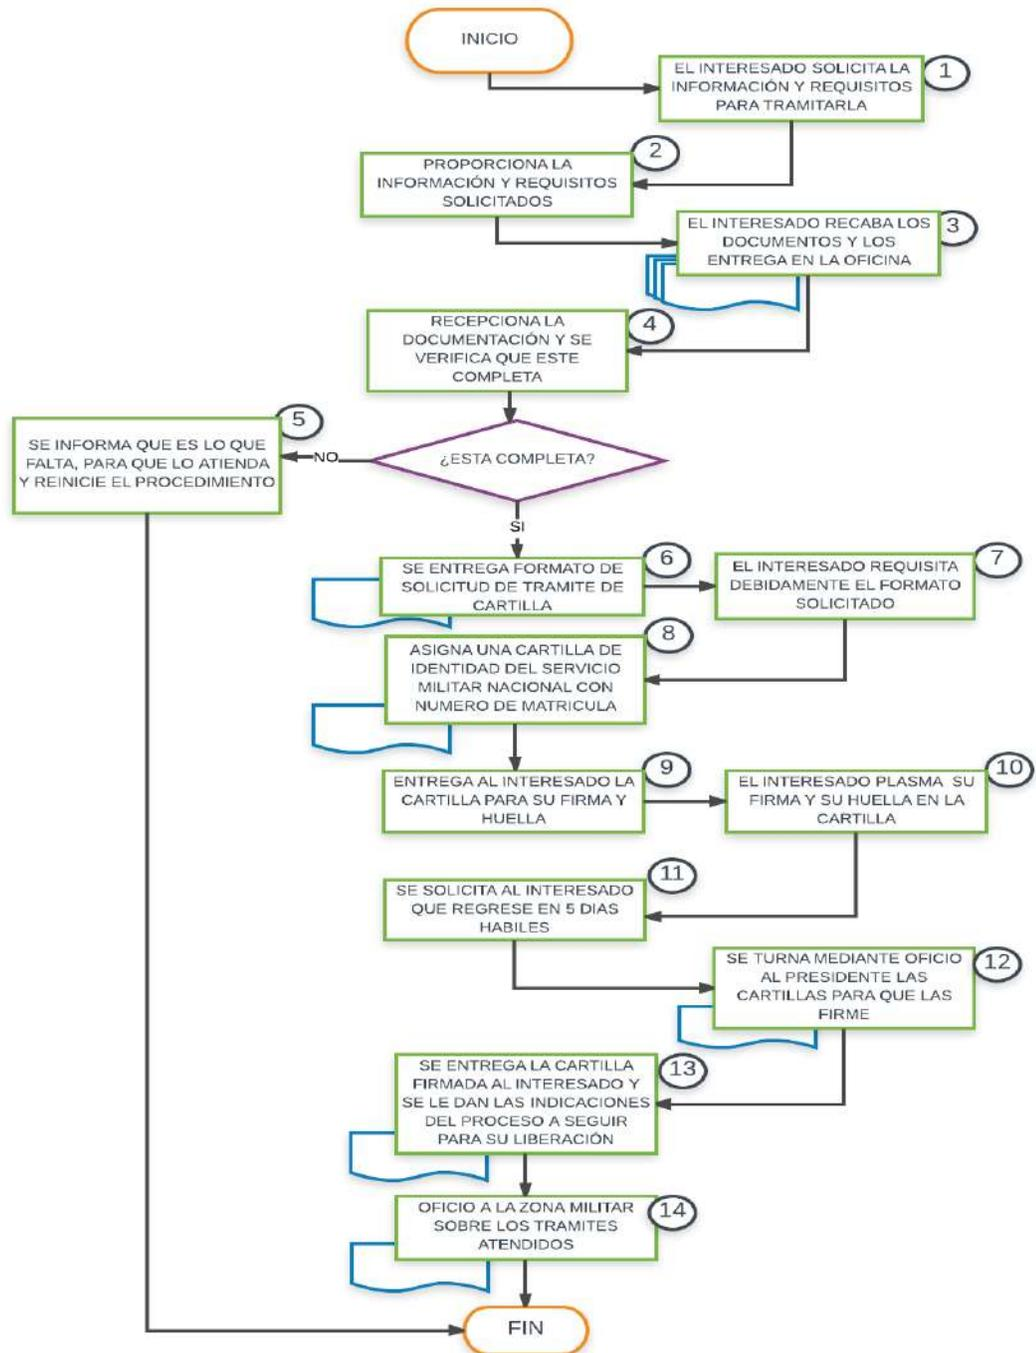 INICIO
1
EL INTERESADO SOLICITA LA
INFORMACIÓN Y REQUISITOS
PARA TRAMITARLA
2
PROPORCIONA LA
INFORMACIÓN Y REQUISITOS
SOLICITADOS
3
EL INTERESADO RECABA LOS
DOCUMENTOS Y LOS
ENTREGA EN LA OFICINA
4
RECEPCIONA LA
DOCUMENTACIÓN Y SE
VERIFICA QUE ESTE
COMPLETA
5
SE INFORMA QUE ES LO QUE
FALTA, PARA QUE LO ATIENDA
Y REINICIE EL PROCEDIMIENTO
NO
¿ESTA COMPLETA?
SI
6
SE ENTREGA FORMATO DE
SOLICITUD DE TRAMITE DE
CARTILLA
7
EL INTERESADO REQUISITA
DEBIDAMENTE EL FORMATO
SOLICITADO
8
ASIGNA UNA CARTILLA DE
IDENTIDAD DEL SERVICIO
MILITAR NACIONAL CON
NUMERO DE MATRICULA
9
ENTREGA AL INTERESADO LA
CARTILLA PARA SU FIRMA Y
HUELLA
10
EL INTERESADO PLASMA SU
FIRMA Y SU HUELLA EN LA
CARTILLA
11
SE SOLICITA AL INTERESADO
QUE REGRESE EN 5 DIAS
HABILES
12
SE TURNA MEDIANTE OFICIO
AL PRESIDENTE LAS
CARTILLAS PARA QUE LAS
FIRME
13
SE ENTREGA LA CARTILLA
FIRMADA AL INTERESADO Y
SE LE DAN LAS INDICACIONES
DEL PROCESO A SEGUIR
PARA SU LIBERACIÓN
14
OFICIO A LA ZONA MILITAR
SOBRE LOS TRAMITES
ATENDIDOS
FIN